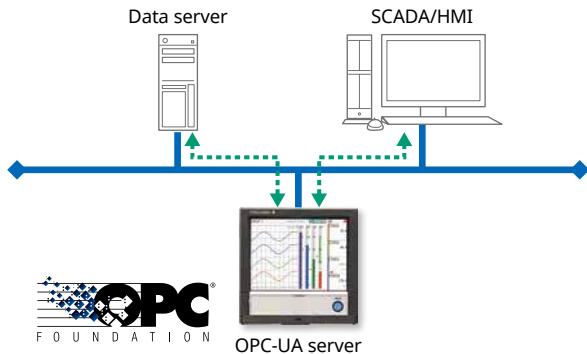 Data server
SCADA/HMI
OPC®
FOUNDATION
OPC-UA server